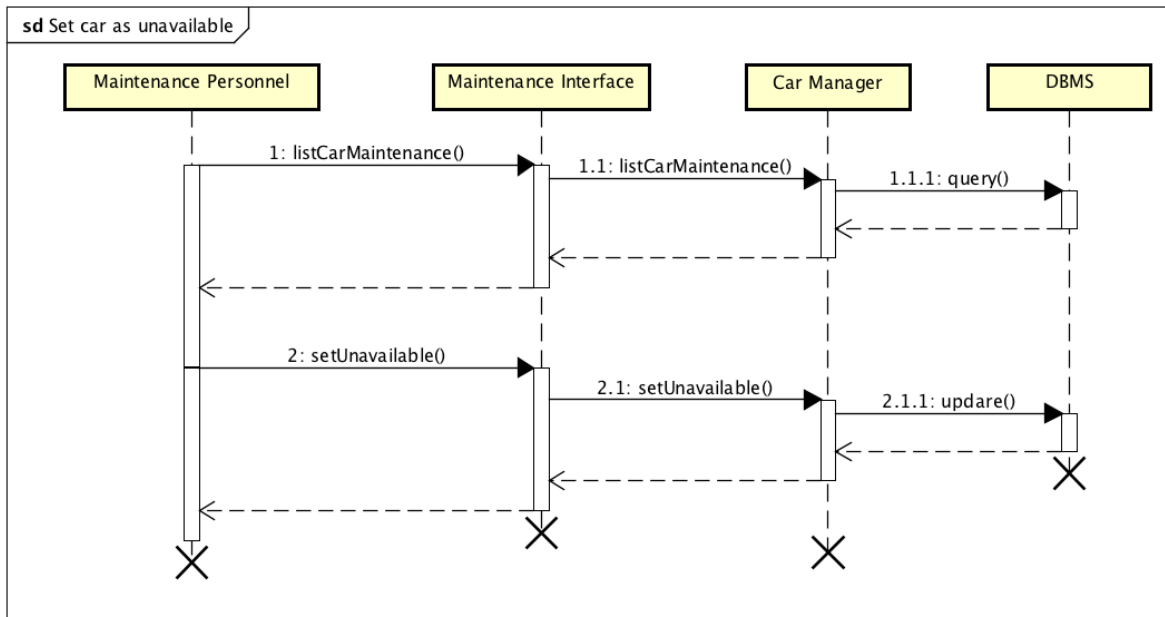 sd Set car as unavailable
Maintenance Personnel
Maintenance Interface
Car Manager
DBMS
1: listCarMaintenance()
1.1: listCarMaintenance()
1.1.1: query()
2: setUnavailable()
2.1: setUnavailable()
2.1.1: updare()